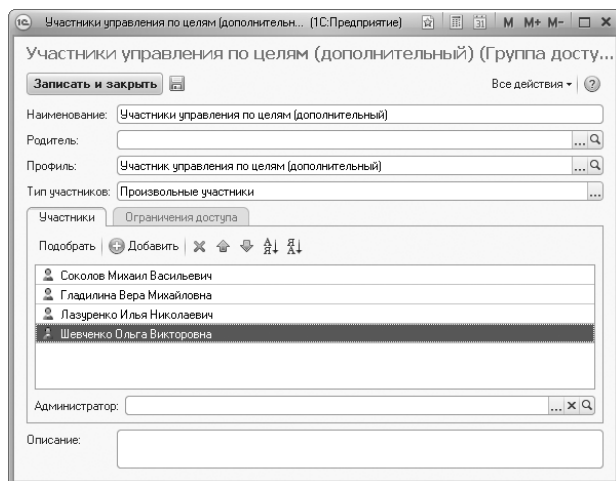 Участники управления по целям (дополнительн... (1С:Предприятие) 31 M M+ M-
Участники управления по целям (дополнительный) (Группа досту...
Записать и закрыть Все действия ?
Наименование: Участники управления по целям (дополнительный)
Родитель: ...
Профиль: Участник управления по целям (дополнительный) ...
Тип участников: Произвольные участники ...
Участники Ограничения доступа
Подобрать Добавить А Я Я А
Соколов Михаил Васильевич
Гладилина Вера Михайловна
Лазуренко Илья Николаевич
Шевченко Ольга Викторовна
Администратор: ...
Описание: